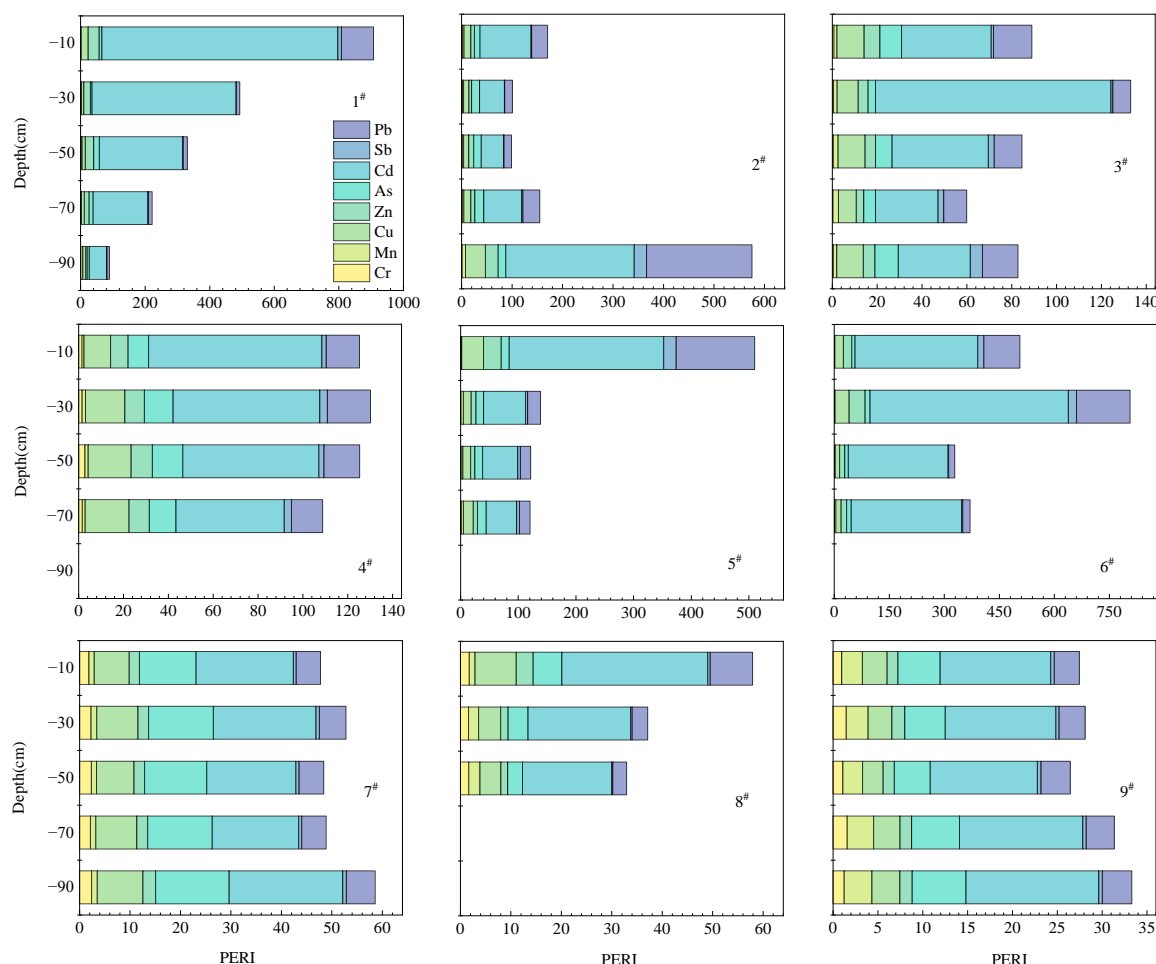 Depth(cm)
−10
−30
−50
−70
−90
1#
Pb
Sb
Cd
As
Zn
Cu
Mn
Cr
0 200 400 600 800 1000
2#
0 100 200 300 400 500 600
3#
0 20 40 60 80 100 120 140
Depth(cm)
−10
−30
−50
−70
−90
4#
0 20 40 60 80 100 120 140
5#
0 100 200 300 400 500
6#
0 150 300 450 600 750
Depth(cm)
−10
−30
−50
−70
−90
7#
0 10 20 30 40 50 60
PERI
8#
0 10 20 30 40 50 60
PERI
9#
0 5 10 15 20 25 30 35
PERI